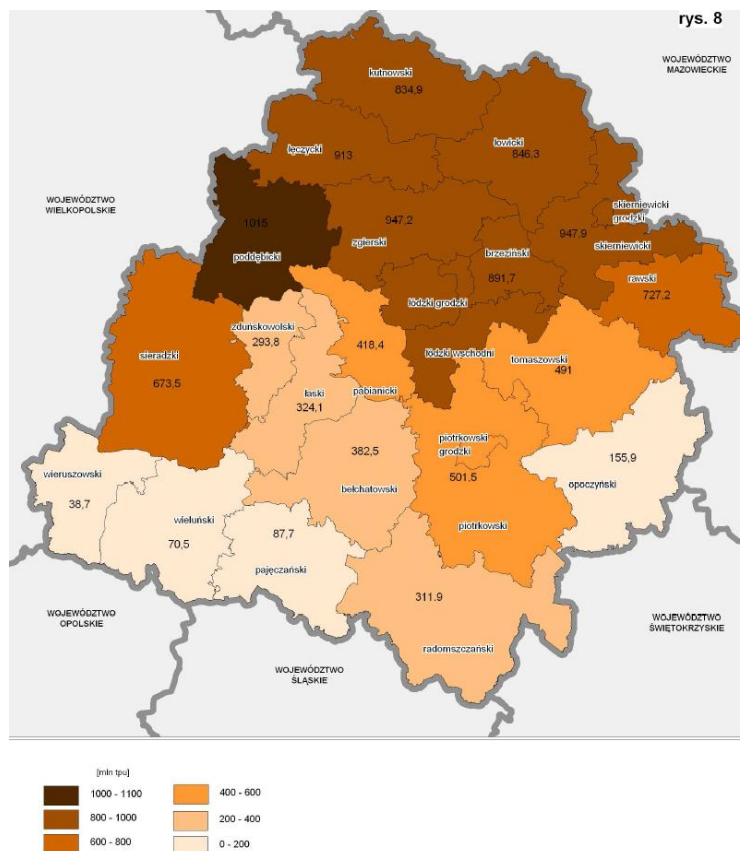 rys. 8
WOJEWÓDZTWO
MAZOWIECKIE
kutnowski
834,9
łęczycki
913
łowicki
846,3
WOJEWÓDZTWO
WIELKOPOLSKIE
skierniewicki
grodzki
1015
poddębicki
947,2
zgierski
brzeziński
891,7
947,9
skierniewicki
rawski
727,2
łódzki grodzki
zduńskowolski
293,8
418,4
pabianicki
łódzki wschodni
tomaszowski
491
sieradzki
673,5
łaski
324,1
piotrkowski
grodzki
501,5
piotrkowski
382,5
bełchatowski
155,9
opoczyński
wieruszowski
38,7
wieluński
70,5
87,7
pajęczański
311.9
radomszczański
WOJEWÓDZTWO
OPOLSKIE
WOJEWÓDZTWO
ŚLĄSKIE
WOJEWÓDZTWO
ŚWIĘTOKRZYSKIE
[mln tpu]
1000 - 1100
800 - 1000
600 - 800
400 - 600
200 - 400
0 - 200